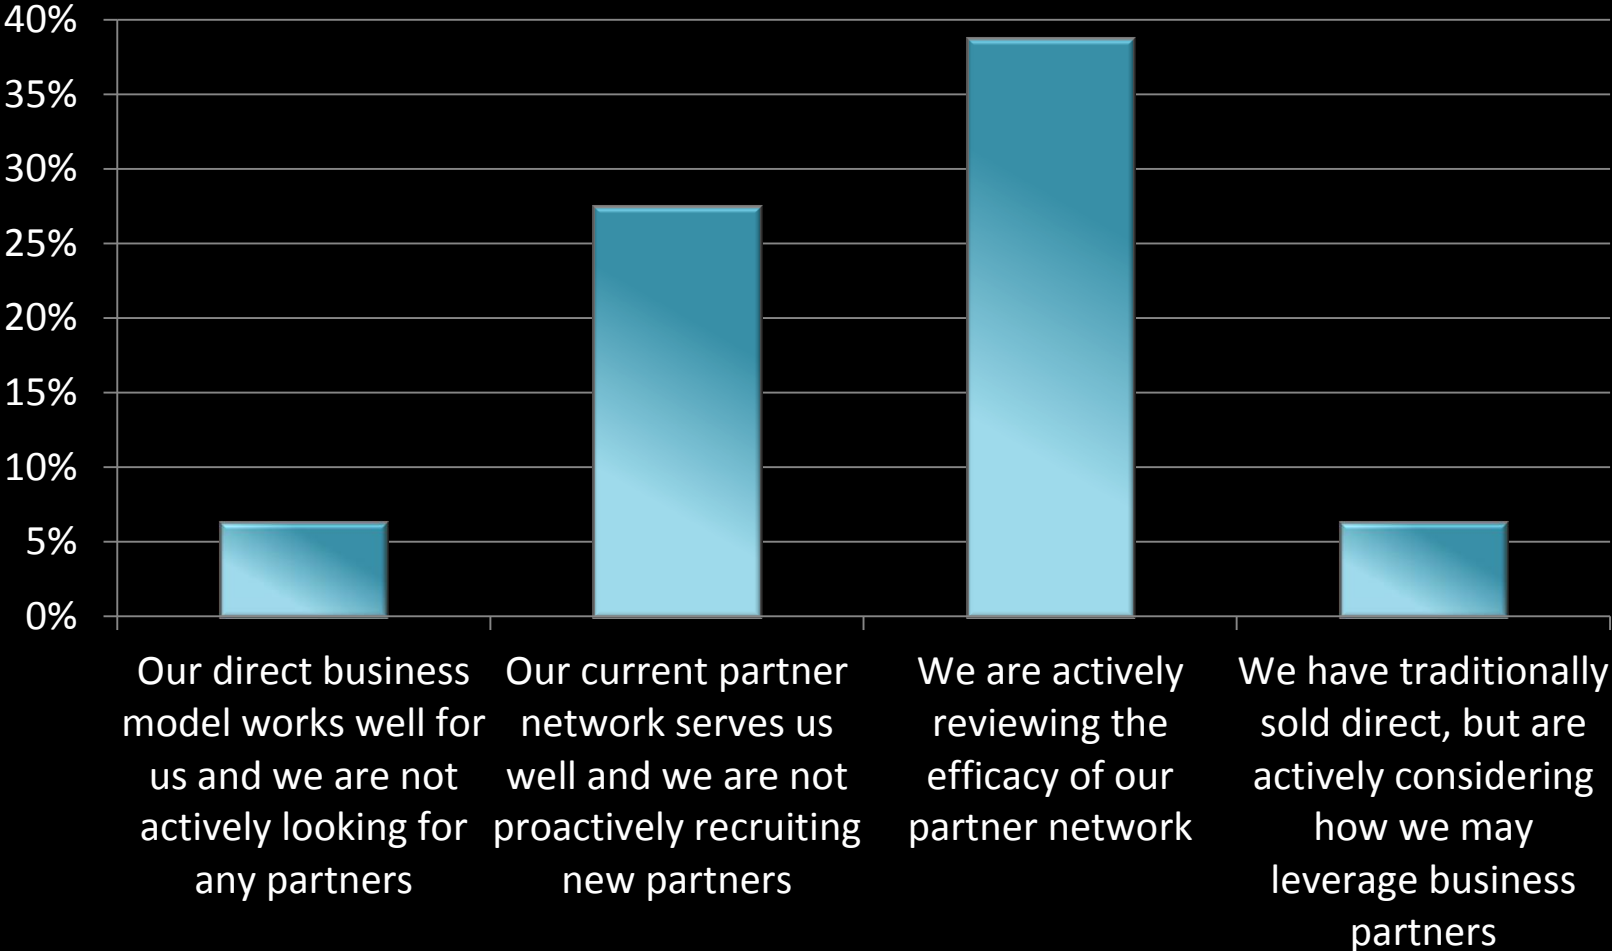 40%
35%
30%
25%
20%
15%
10%
5%
0%
Our direct business
model works well for
us and we are not
actively looking for
any partners
Our current partner
network serves us
well and we are not
proactively recruiting
new partners
We are actively
reviewing the
efficacy of our
partner network
We have traditionally
sold direct, but are
actively considering
how we may
leverage business
partners